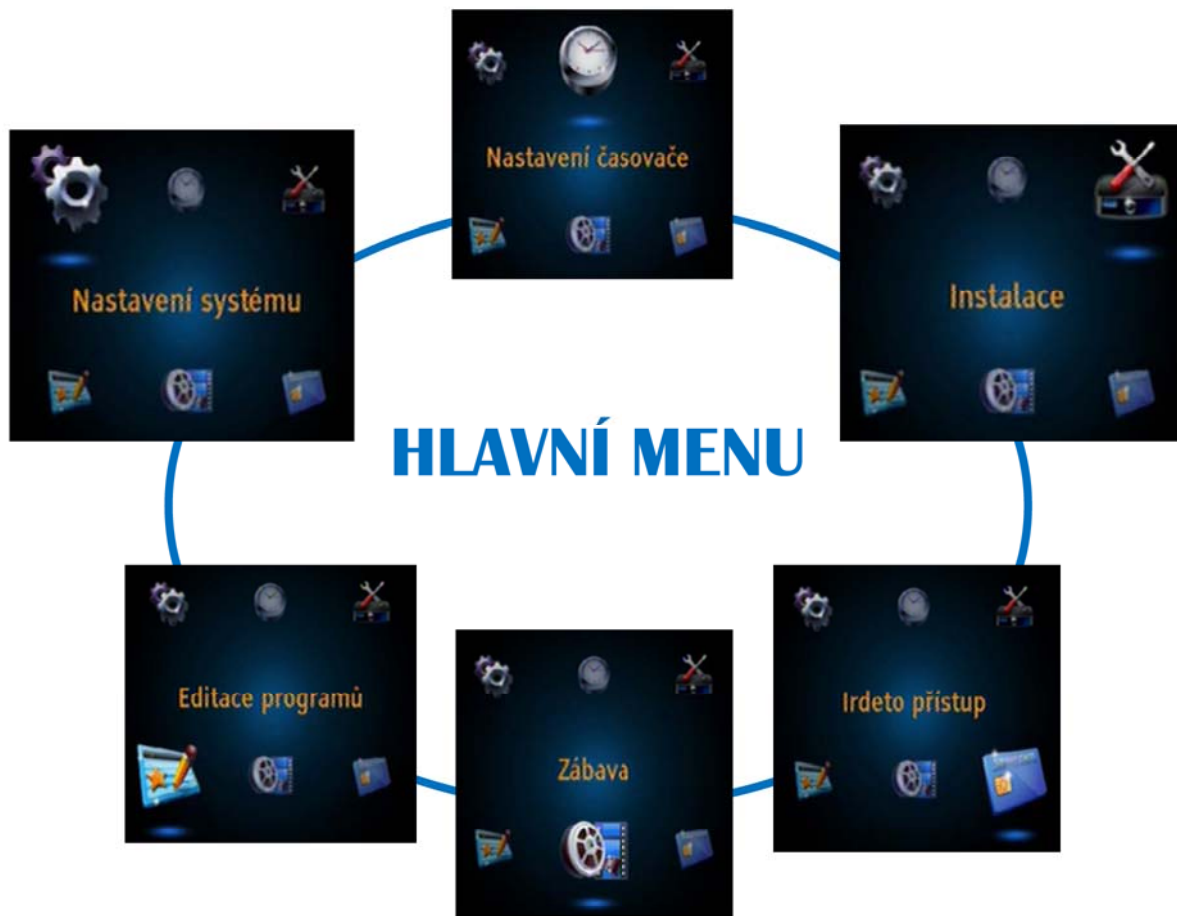 Nastavení časovače
Nastavení systému
Instalace
HLAVNÍ MENU
Editace programů
Irdeto přístup
Zábava